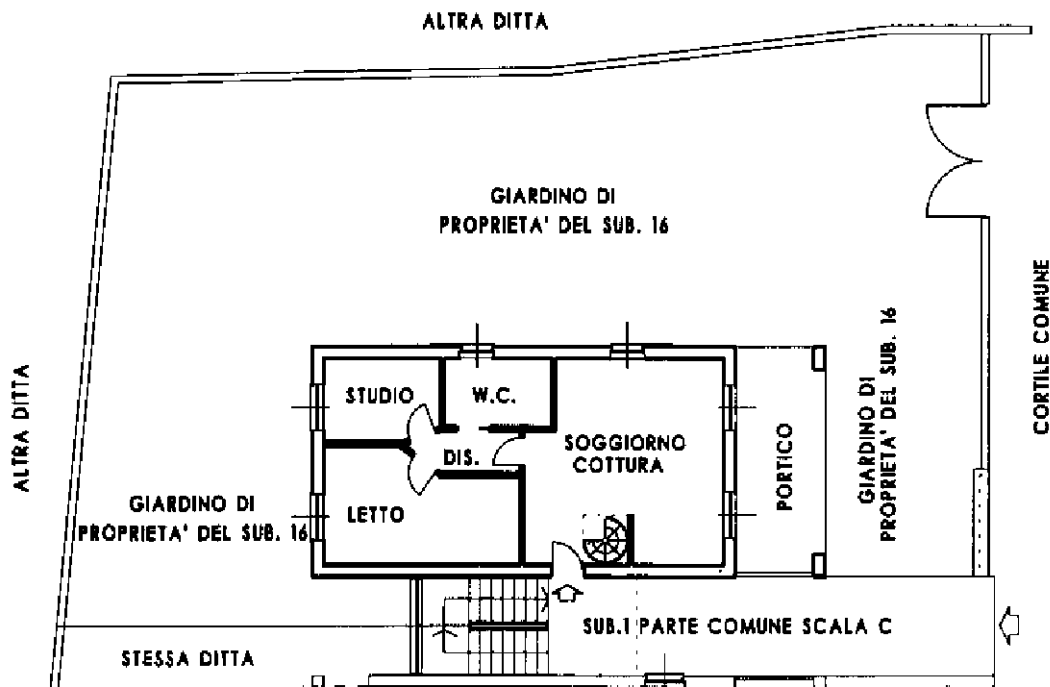 ALTRA DITTA
GIARDINO DI
PROPRIETA' DEL SUB. 16
CORTILE COMUNE
GIARDINO DI
PROPRIETA' DEL SUB. 16
ALTRA DITTA
STUDIO
W.C.
DIS.
SOGGIORNO
COTTURA
PORTICO
GIARDINO DI
PROPRIETA' DEL SUB. 16
LETTO
SUB.1 PARTE COMUNE SCALA C
STESSA DITTA